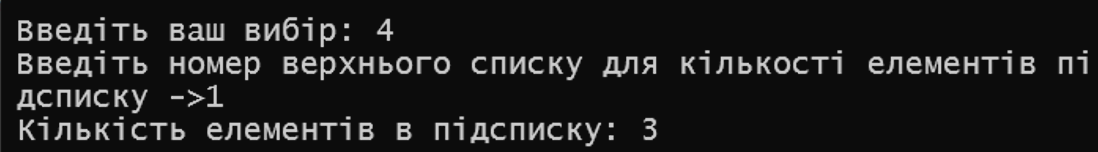 Введіть ваш вибір: 4
Введіть номер верхнього списку для кількості елементів пі
дсписку ->1
Кількість елементів в підсписку: 3